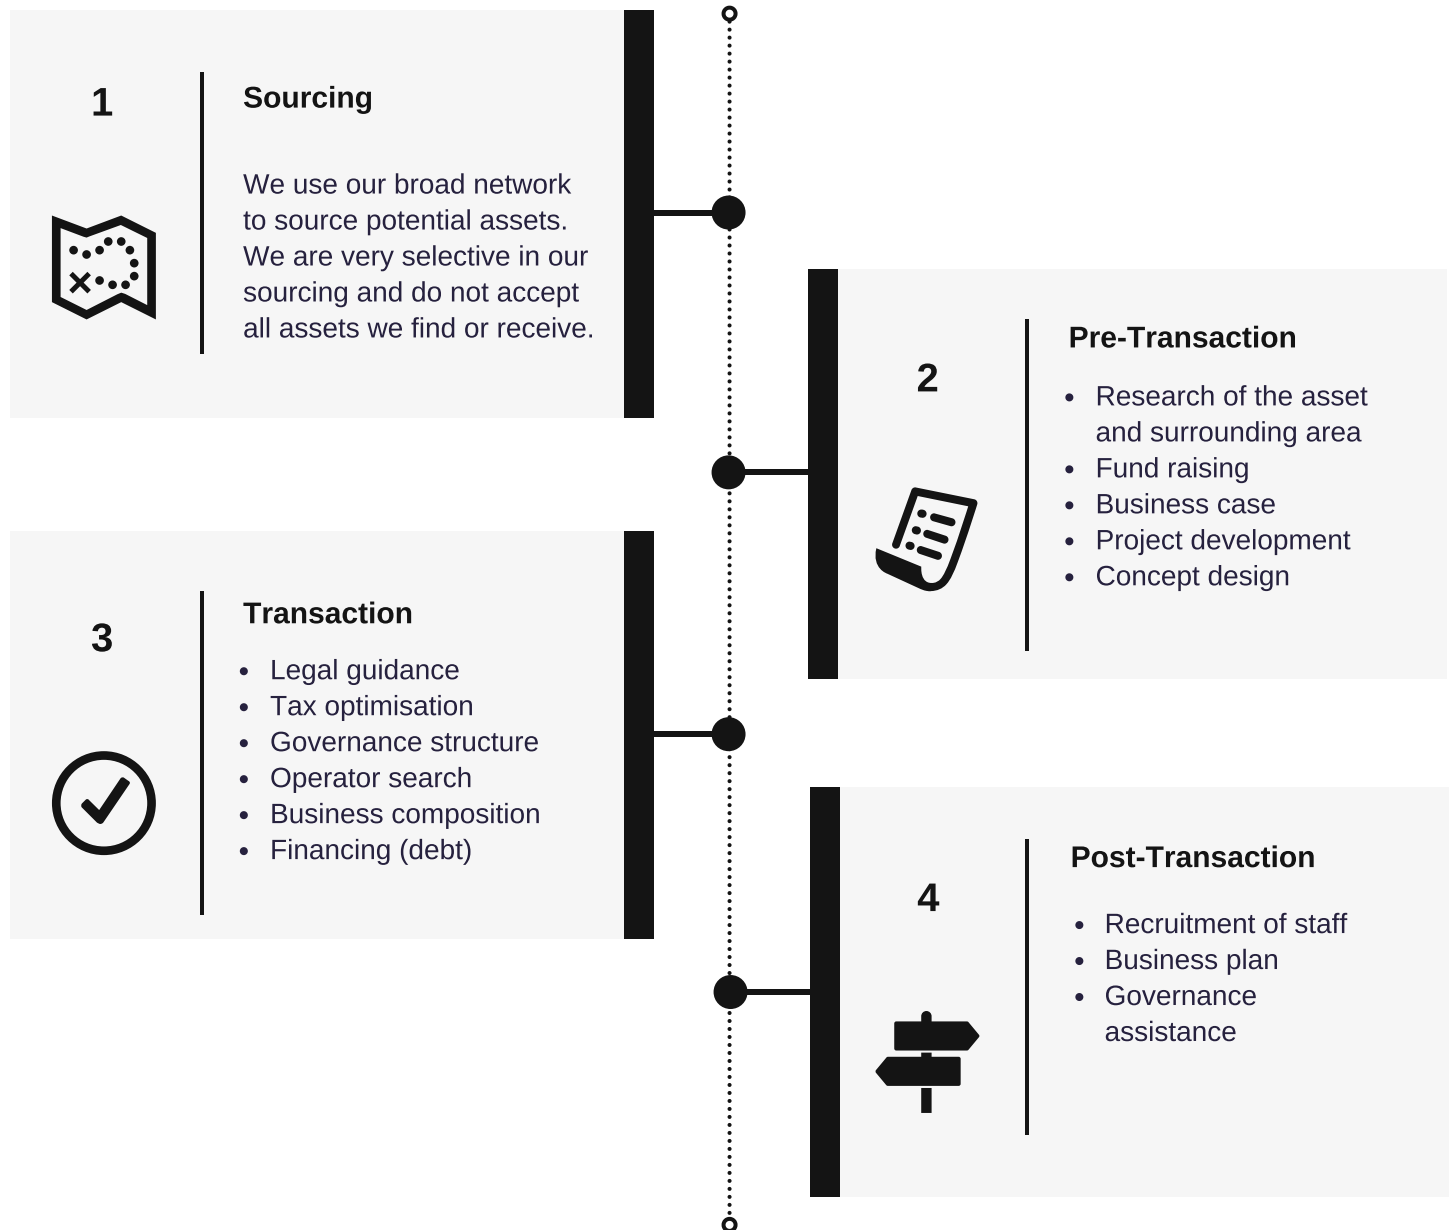 1
Sourcing
We use our broad network
to source potential assets.
We are very selective in our
sourcing and do not accept
all assets we find or receive.
2
Pre-Transaction
• Research of the asset
and surrounding area
• Fund raising
• Business case
• Project development
• Concept design
3
Transaction
• Legal guidance
• Tax optimisation
• Governance structure
• Operator search
• Business composition
• Financing (debt)
4
Post-Transaction
• Recruitment of staff
• Business plan
• Governance
assistance